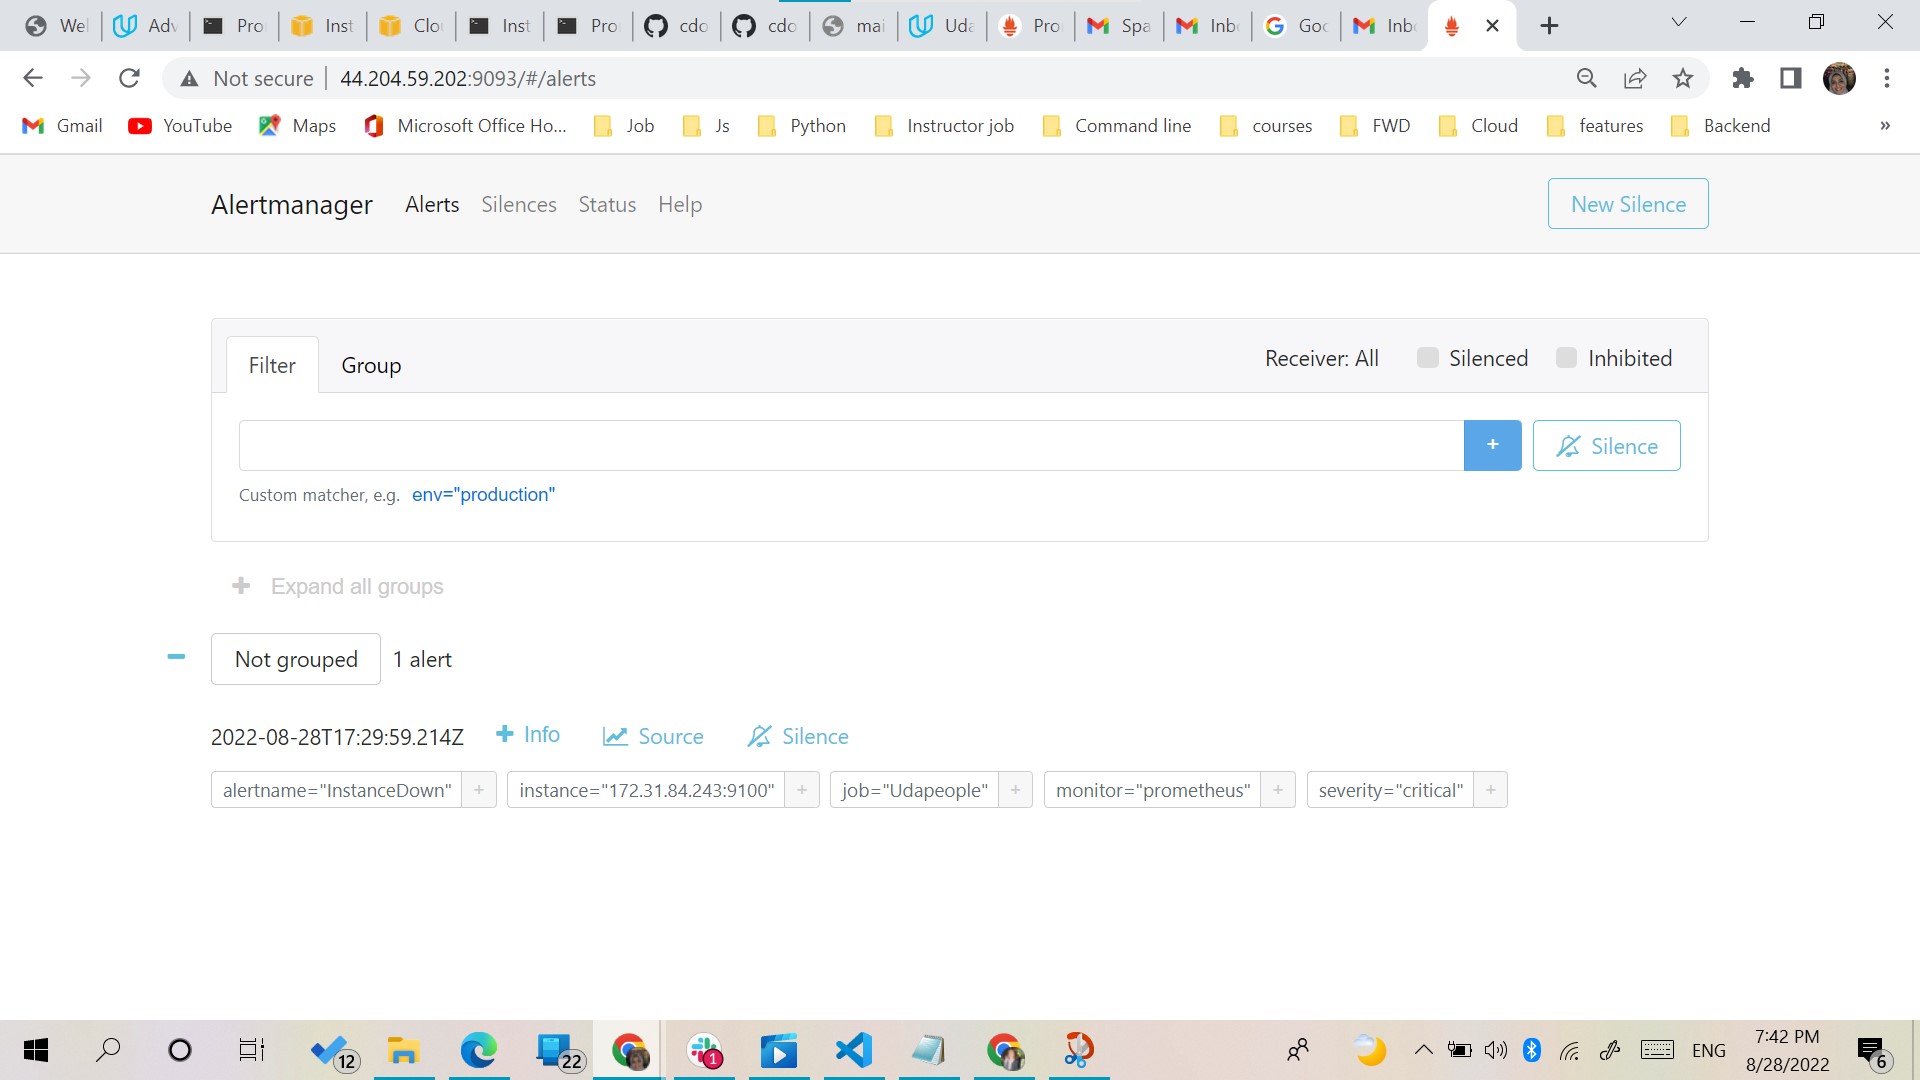 Wel Adv Pro Inst Clo Inst Pro cdo cdo mai Uda Pro Spa Inb Goo Inb
Not secure 44.204.59.202:9093/#/alerts
Gmail YouTube Maps Microsoft Office Ho... Job Js Python Instructor job Command line courses FWD Cloud features Backend »
Alertmanager Alerts Silences Status Help New Silence
Filter Group Receiver: All Silenced Inhibited
+ Silence
Custom matcher, e.g. env="production"
+ Expand all groups
Not grouped 1 alert
2022-08-28T17:29:59.214Z + Info Source Silence
alertname="InstanceDown" + instance="172.31.84.243:9100" + job="Udapeople" + monitor="prometheus" + severity="critical" +
12 22 1 ENG 7:42 PM 6
8/28/2022